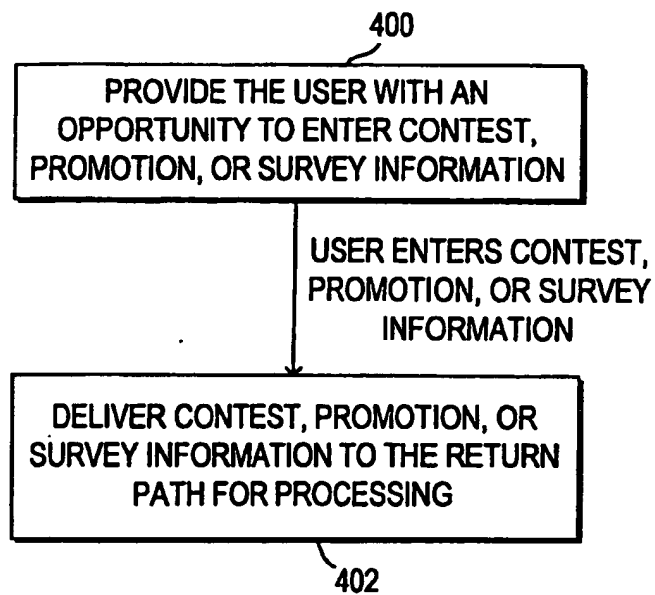 400
PROVIDE THE USER WITH AN
OPPORTUNITY TO ENTER CONTEST,
PROMOTION, OR SURVEY INFORMATION
USER ENTERS CONTEST,
PROMOTION, OR SURVEY
INFORMATION
DELIVER CONTEST, PROMOTION, OR
SURVEY INFORMATION TO THE RETURN
PATH FOR PROCESSING
402